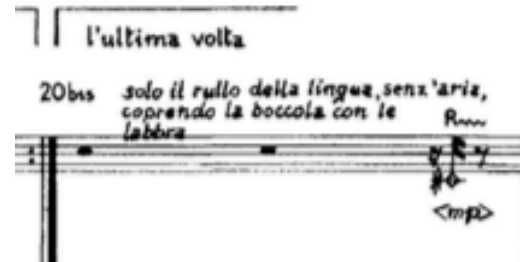 l'ultima volta
20bis solo il rullo della lingua, senz'aria,
coprendo la boccola con le
labbra
R
<mp>